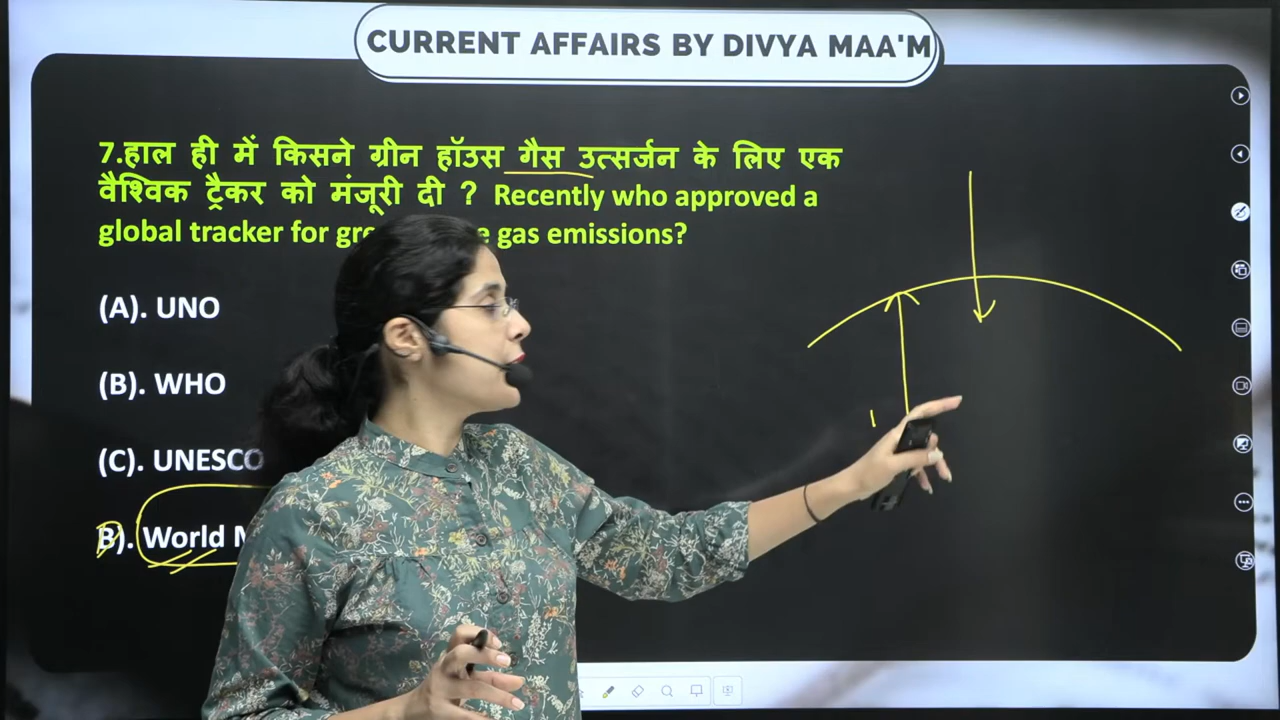 CURRENT AFFAIRS BY DIVYA MAA'M
7.हाल ही में किसने ग्रीन हॉउस गैस उत्सर्जन के लिए एक
वैश्विक ट्रैकर को मंजूरी दी ? Recently who approved a
global tracker for gas emissions?
(A). UNO
(B). WHO
(C). UNESCO
). World